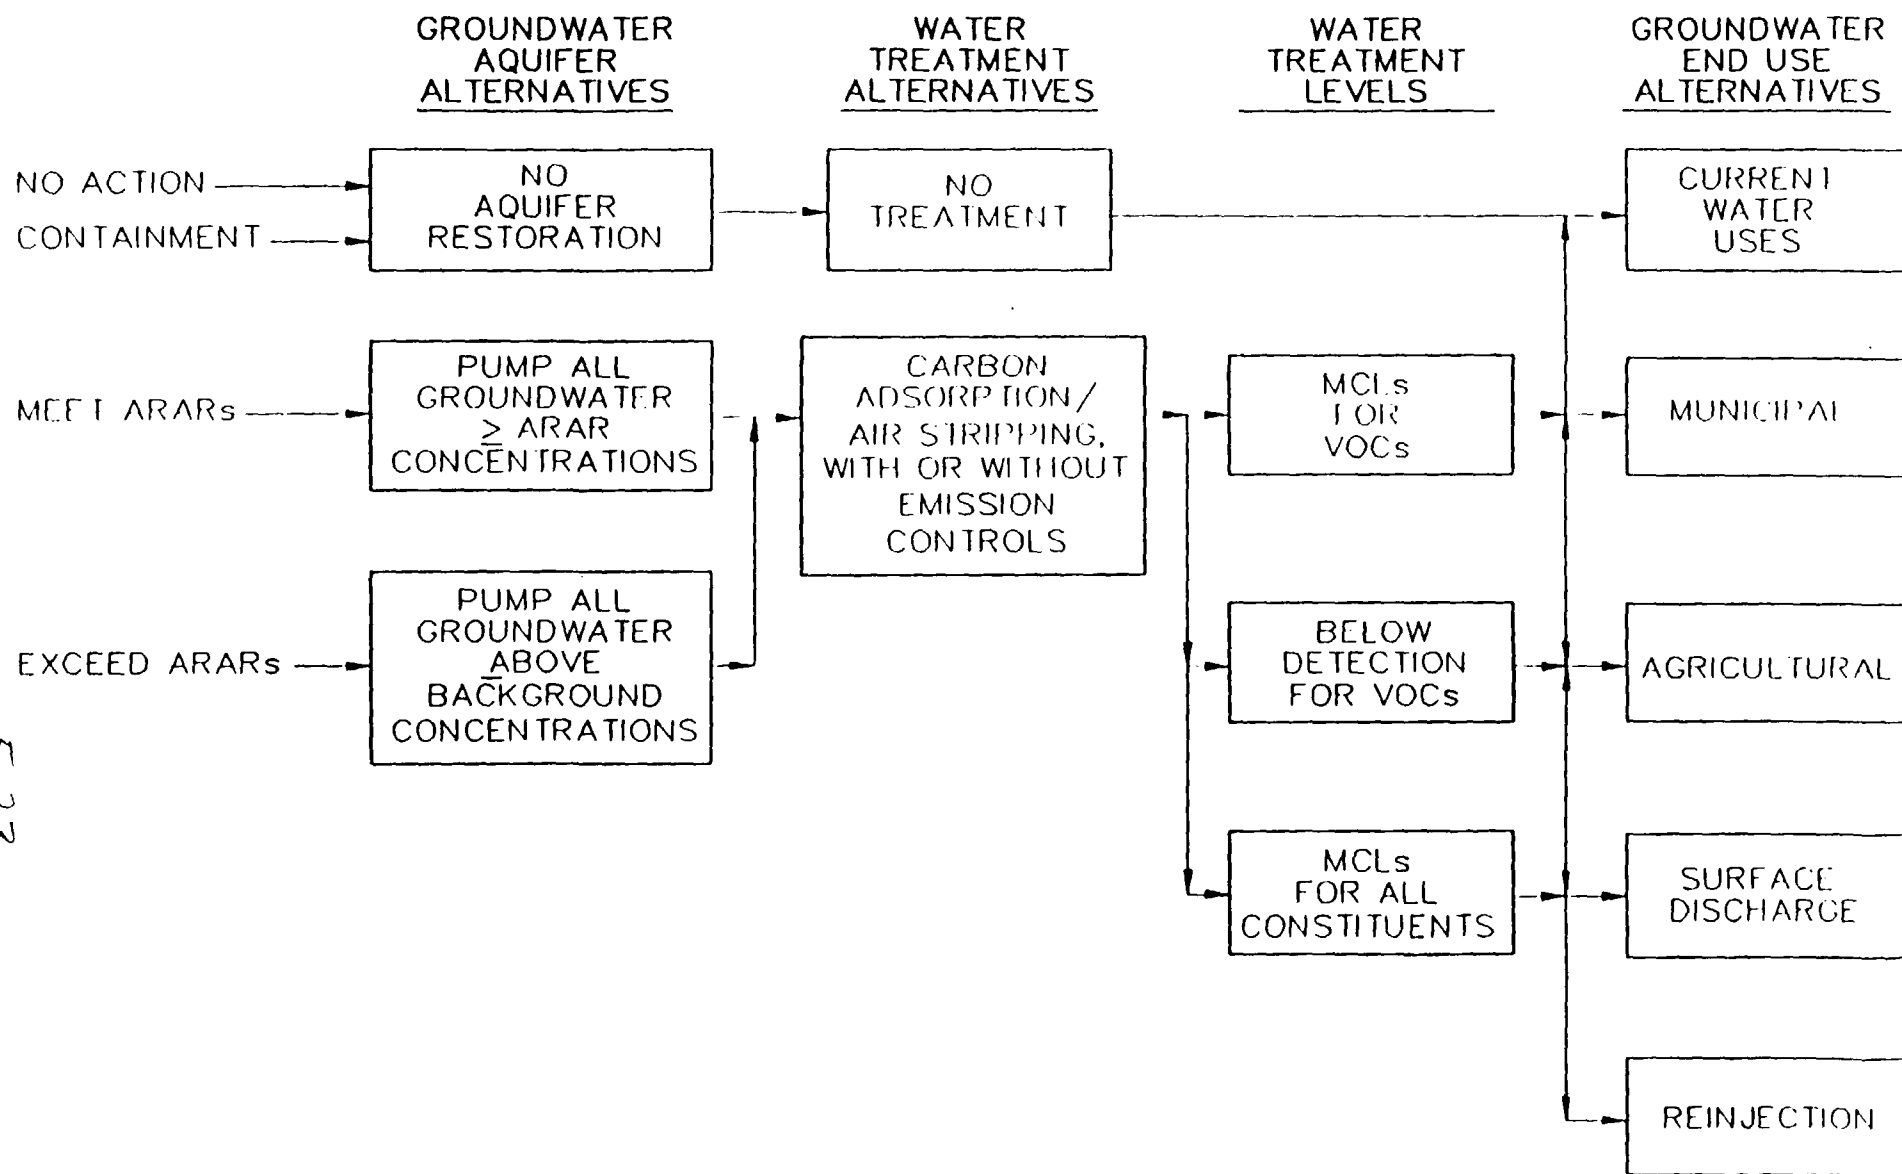 GROUNDWATER
AQUIFER
ALTERNATIVES
WATER
TREATMENT
ALTERNATIVES
WATER
TREATMENT
LEVELS
GROUNDWATER
END USE
ALTERNATIVES
NO ACTION
CONTAINMENT
NO
AQUIFER
RESTORATION
NO
TREATMENT
CURRENT
WATER
USES
MEET ARARs
PUMP ALL
GROUNDWATER
≥ ARAR
CONCENTRATIONS
CARBON
ADSORPTION/
AIR STRIPPING,
WITH OR WITHOUT
EMISSION
CONTROLS
MCLs
FOR
VOCs
MUNICIPAL
EXCEED ARARs
PUMP ALL
GROUNDWATER
ABOVE
BACKGROUND
CONCENTRATIONS
BELOW
DETECTION
FOR VOCs
AGRICULTURAL
MCLs
FOR ALL
CONSTITUENTS
SURFACE
DISCHARGE
REINJECTION